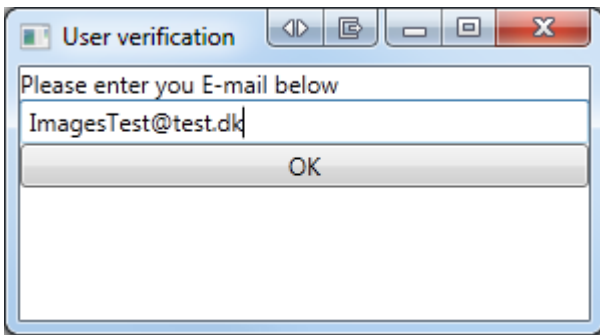 User verification
Please enter you E-mail below
ImagesTest@test.dk
OK